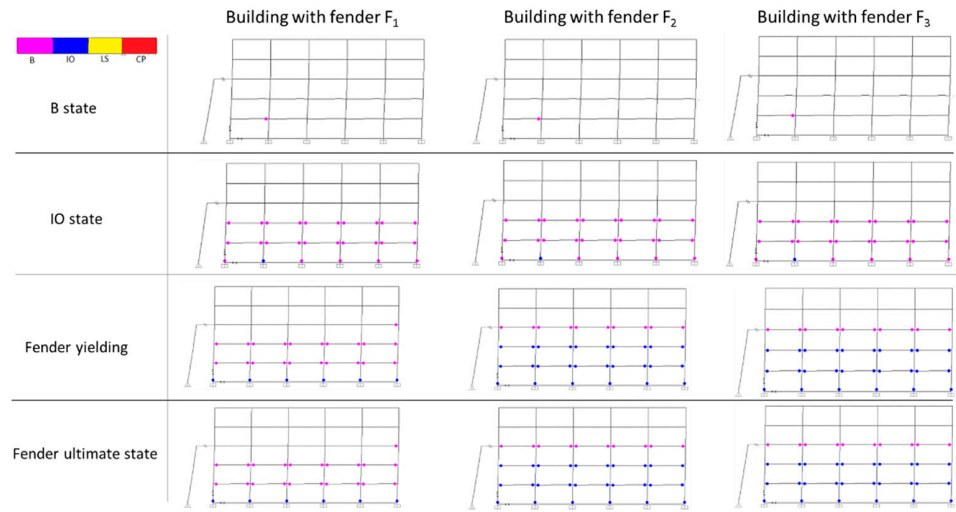 Building with fender F₁
Building with fender F₂
Building with fender F₃
B
IO
LS
CP
B state
IO state
Fender yielding
Fender ultimate state